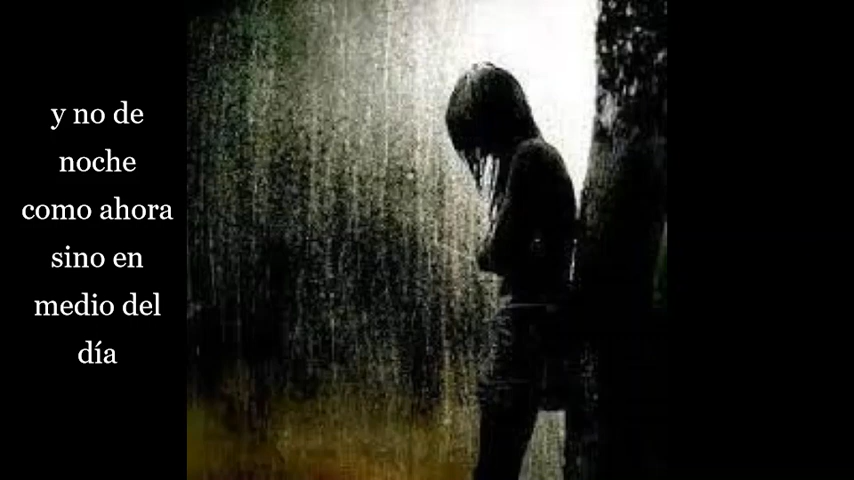 y no de
noche
como ahora
sino en
medio del
día